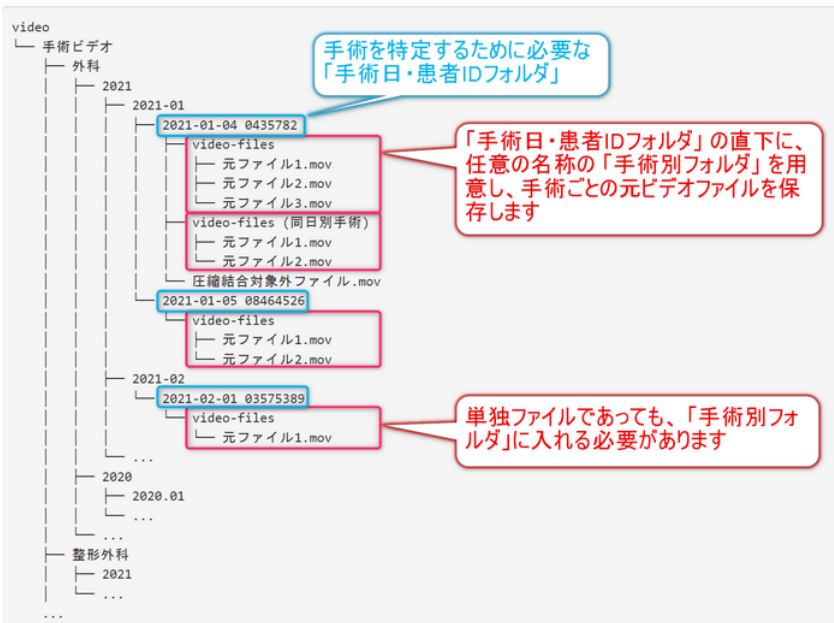 video
└── 手術ビデオ
├── 外科
│ ├── 2021
│ │ ├── 2021-01
│ │ │ ├── 2021-01-04 0435782
│ │ │ │ ├── video-files
│ │ │ │ │ ├── 元ファイル1.mov
│ │ │ │ │ ├── 元ファイル2.mov
│ │ │ │ │ └── 元ファイル3.mov
│ │ │ │ ├── video-files (同日別手術)
│ │ │ │ │ ├── 元ファイル1.mov
│ │ │ │ │ └── 元ファイル2.mov
│ │ │ │ └── 圧縮結合対象外ファイル.mov
│ │ │ └── 2021-01-05 08464526
│ │ │ └── video-files
│ │ │ ├── 元ファイル1.mov
│ │ │ └── 元ファイル2.mov
│ │ ├── 2021-02
│ │ │ └── 2021-02-01 03575389
│ │ │ └── video-files
│ │ │ └── 元ファイル1.mov
│ │ └── ...
│ ├── 2020
│ │ ├── 2020.01
│ │ └── ...
│ └── ...
├── 整形外科
│ ├── 2021
│ └── ...
...
手術を特定するために必要な
「手術日・患者IDフォルダ」
「手術日・患者IDフォルダ」の直下に、
任意の名称の「手術別フォルダ」を用
意し、手術ごとの元ビデオファイルを保
存します
単独ファイルであっても、「手術別フォ
ルダ」に入れる必要があります